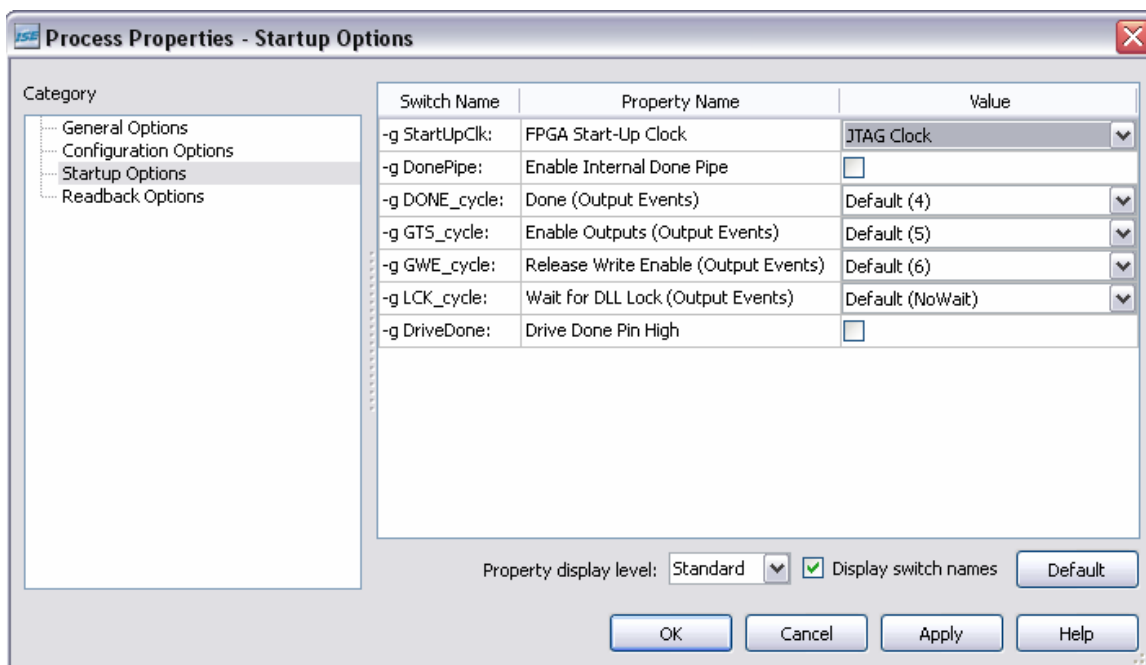 ISE Process Properties - Startup Options
Category
General Options
Configuration Options
Startup Options
Readback Options
Switch Name Property Name Value
-g StartUpClk: FPGA Start-Up Clock JTAG Clock
-g DonePipe: Enable Internal Done Pipe
-g DONE_cycle: Done (Output Events) Default (4)
-g GTS_cycle: Enable Outputs (Output Events) Default (5)
-g GWE_cycle: Release Write Enable (Output Events) Default (6)
-g LCK_cycle: Wait for DLL Lock (Output Events) Default (NoWait)
-g DriveDone: Drive Done Pin High
Property display level: Standard Display switch names Default
OK Cancel Apply Help